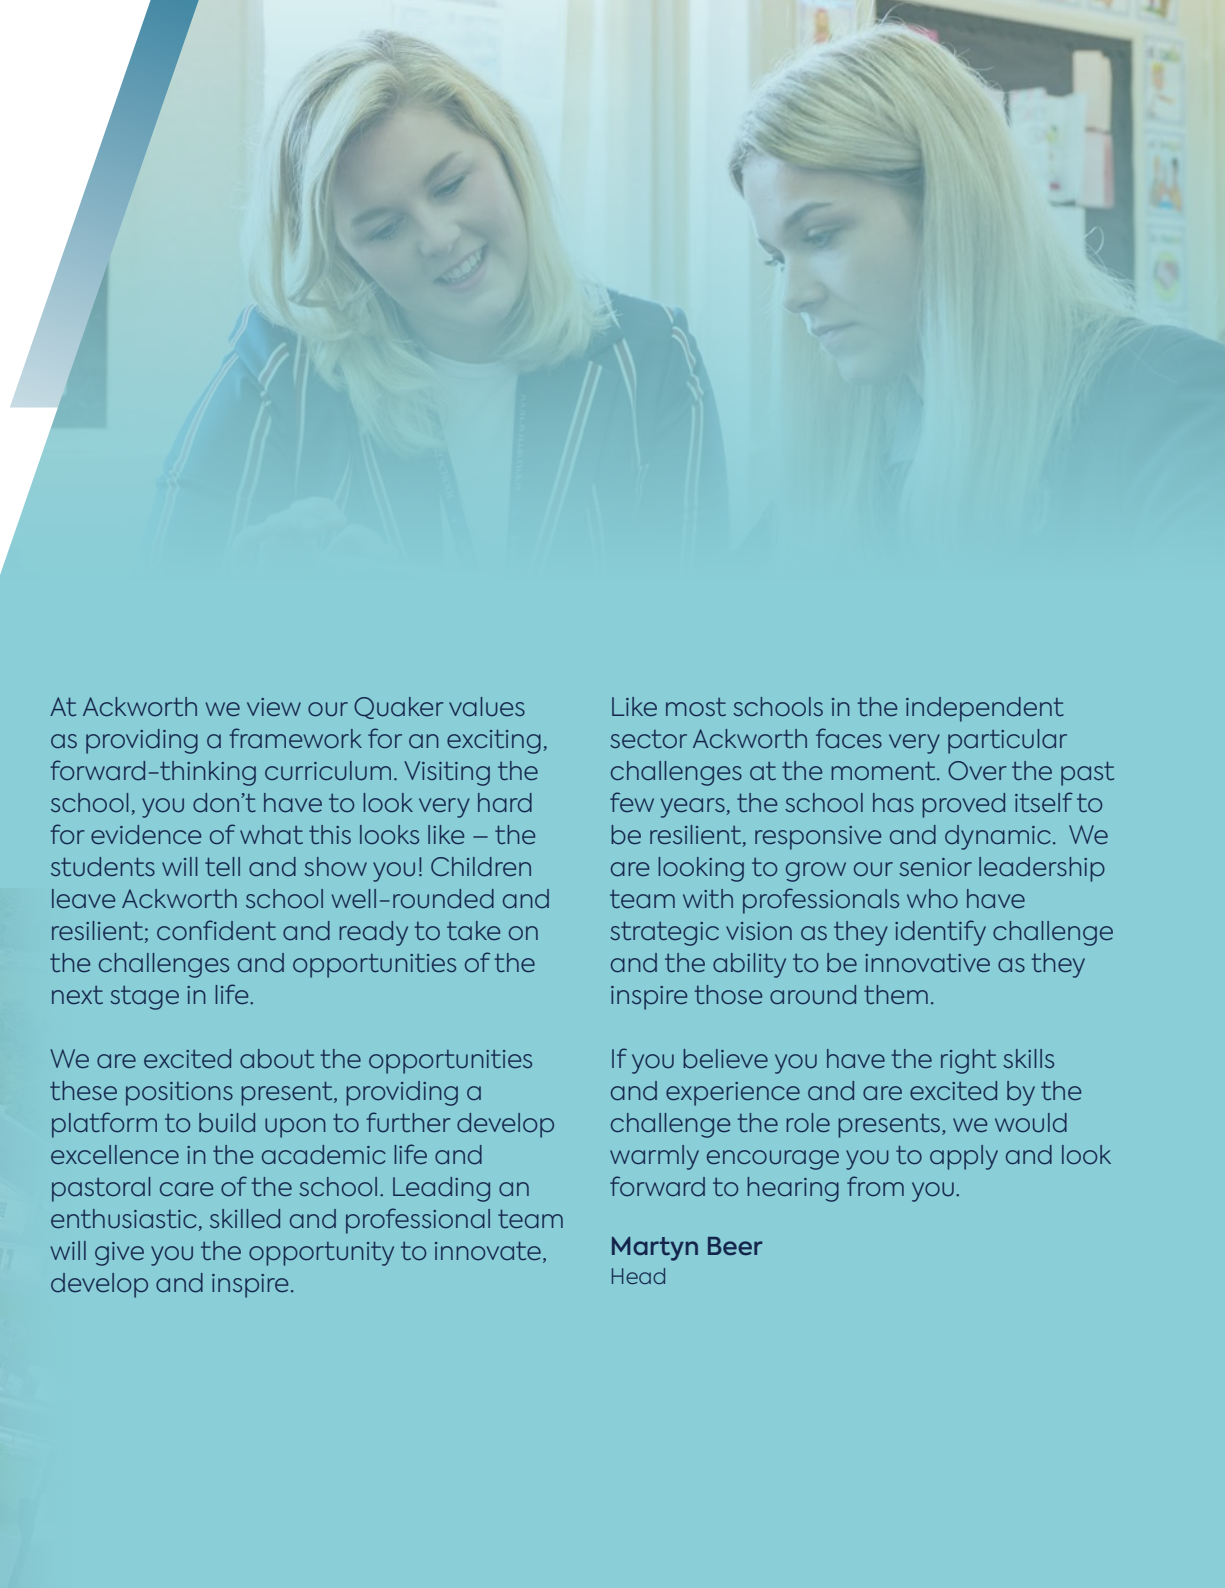 At Ackworth we view our Quaker values
as providing a framework for an exciting,
forward-thinking curriculum. Visiting the
school, you don’t have to look very hard
for evidence of what this looks like – the
students will tell and show you! Children
leave Ackworth school well-rounded and
resilient; confident and ready to take on
the challenges and opportunities of the
next stage in life.
We are excited about the opportunities
these positions present, providing a
platform to build upon to further develop
excellence in the academic life and
pastoral care of the school. Leading an
enthusiastic, skilled and professional team
will give you the opportunity to innovate,
develop and inspire.
Like most schools in the independent
sector Ackworth faces very particular
challenges at the moment. Over the past
few years, the school has proved itself to
be resilient, responsive and dynamic.  We
are looking to grow our senior leadership
team with professionals who have
strategic vision as they identify challenge
and the ability to be innovative as they
inspire those around them.
If you believe you have the right skills
and experience and are excited by the
challenge the role presents, we would
warmly encourage you to apply and look
forward to hearing from you.
Martyn Beer
Head